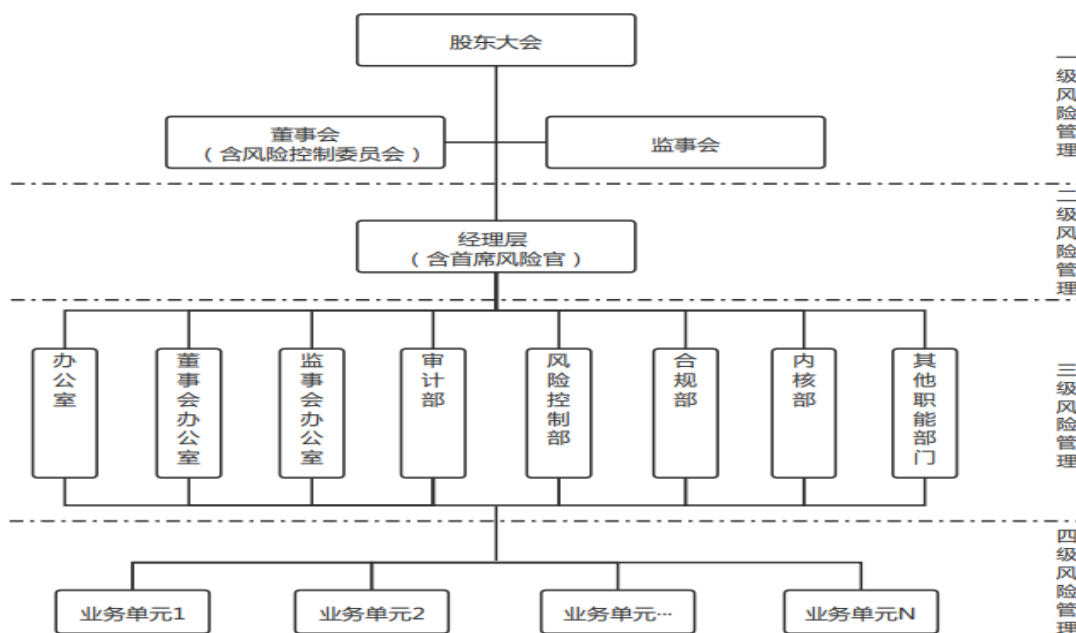 股东大会
董事会
（含风险控制委员会）
监事会
一级风险管理
经理层
（含首席风险官）
二级风险管理
办公室
董事会办公室
监事会办公室
审计部
风险控制部
合规部
内核部
其他职能部门
三级风险管理
业务单元1
业务单元2
业务单元…
业务单元N
四级风险管理